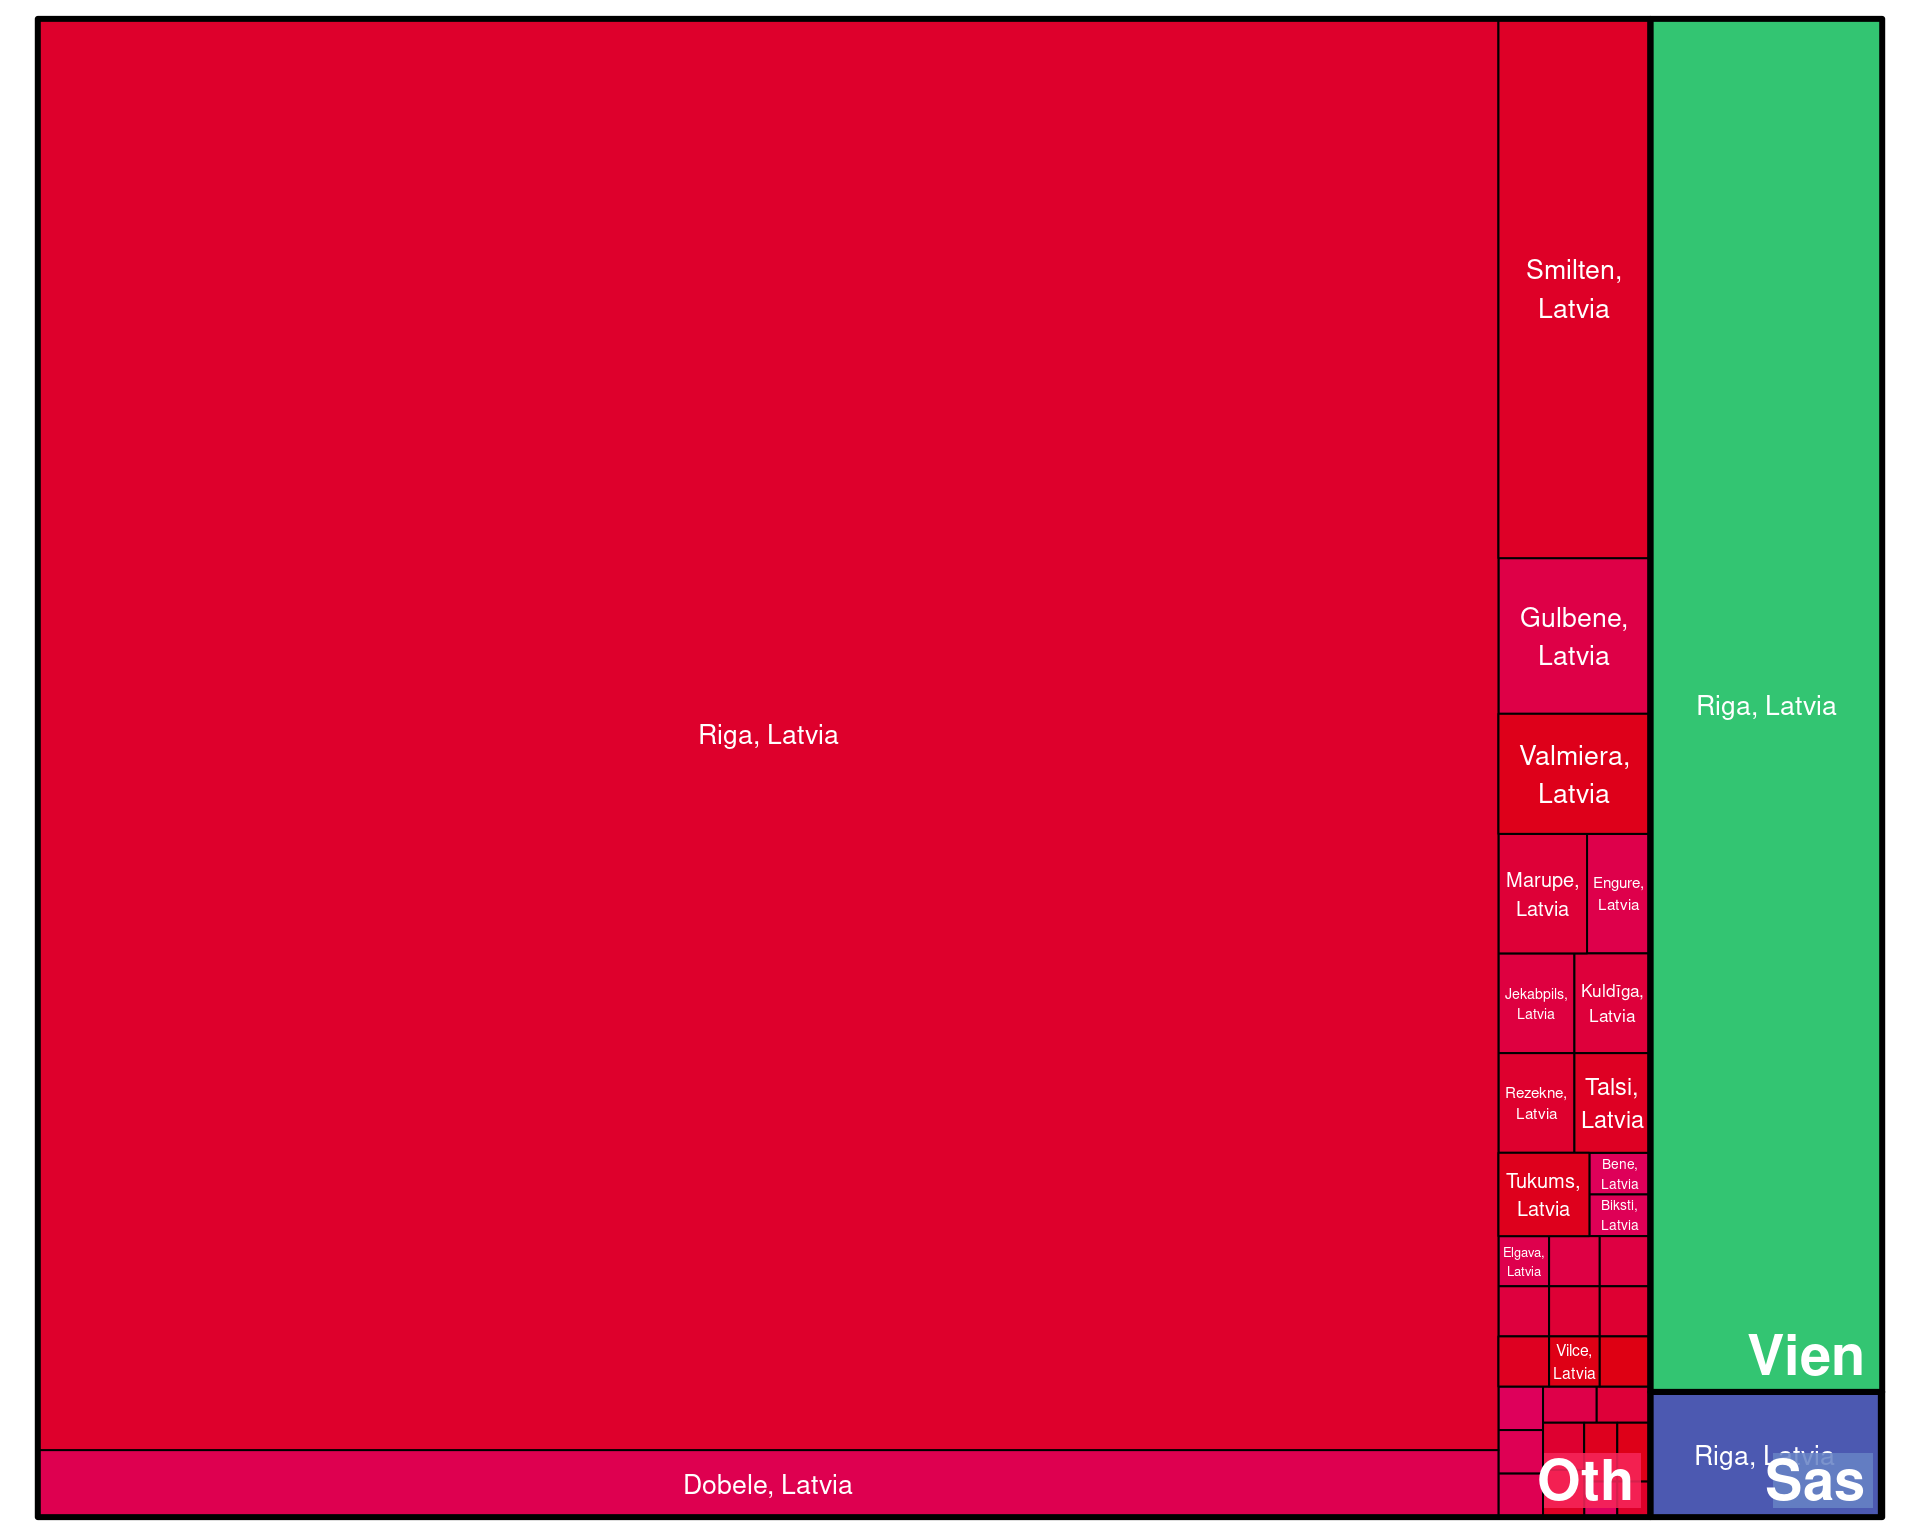 Riga, Latvia
Dobele, Latvia
Smilten,
Latvia
Gulbene,
Latvia
Valmiera,
Latvia
Marupe,
Latvia
Engure,
Latvia
Jekabpils,
Latvia
Kuldīga,
Latvia
Rezekne,
Latvia
Talsi,
Latvia
Tukums,
Latvia
Bene,
Latvia
Biksti,
Latvia
Elgava,
Latvia
Vilce,
Latvia
Oth
Riga, Latvia
Vien
Riga, Latvia
Sas